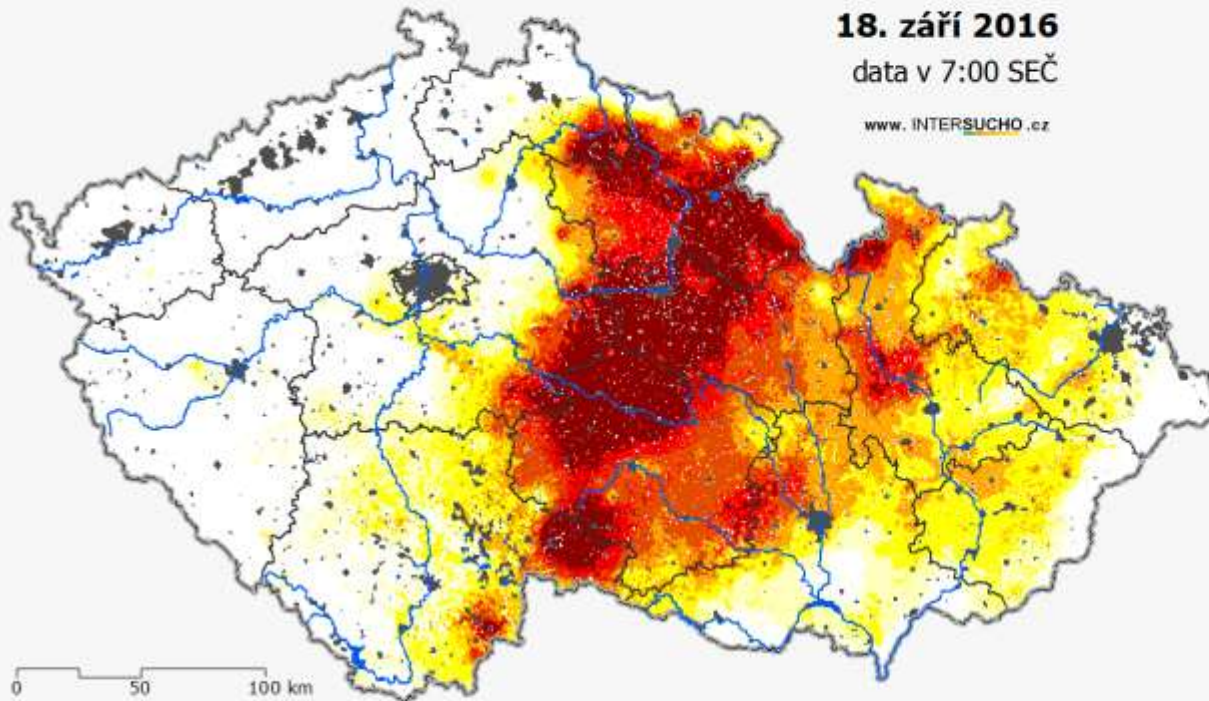 18. září 2016
data v 7:00 SEČ
www. INTERSUCHO .cz
0 50 100 km